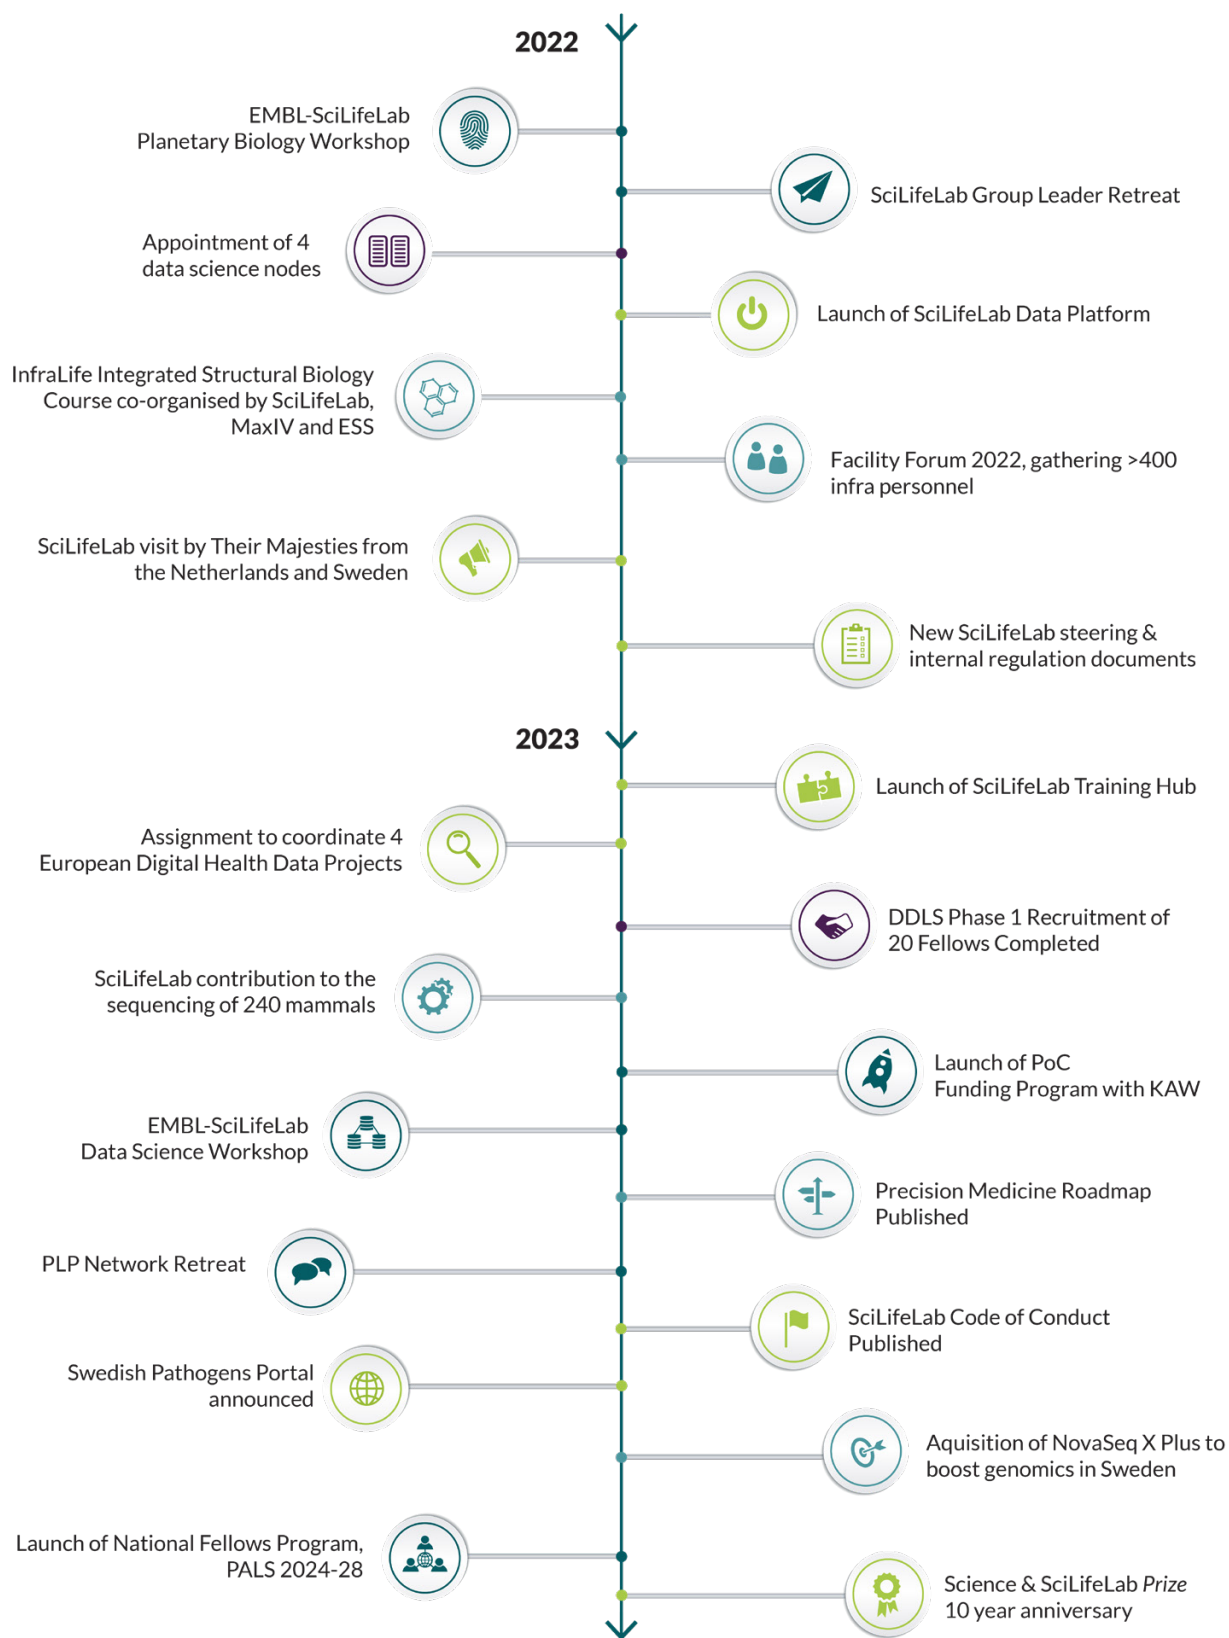 2022
EMBL-SciLifeLab
Planetary Biology Workshop
SciLifeLab Group Leader Retreat
Appointment of 4
data science nodes
Launch of SciLifeLab Data Platform
InfraLife Integrated Structural Biology
Course co-organised by SciLifeLab,
MaxIV and ESS
Facility Forum 2022, gathering >400
infra personnel
SciLifeLab visit by Their Majesties from
the Netherlands and Sweden
New SciLifeLab steering &
internal regulation documents
2023
Launch of SciLifeLab Training Hub
Assignment to coordinate 4
European Digital Health Data Projects
DDLS Phase 1 Recruitment of
20 Fellows Completed
SciLifeLab contribution to the
sequencing of 240 mammals
Launch of PoC
Funding Program with KAW
EMBL-SciLifeLab
Data Science Workshop
Precision Medicine Roadmap
Published
PLP Network Retreat
SciLifeLab Code of Conduct
Published
Swedish Pathogens Portal
announced
Aquisition of NovaSeq X Plus to
boost genomics in Sweden
Launch of National Fellows Program,
PALS 2024-28
Science & SciLifeLab Prize
10 year anniversary